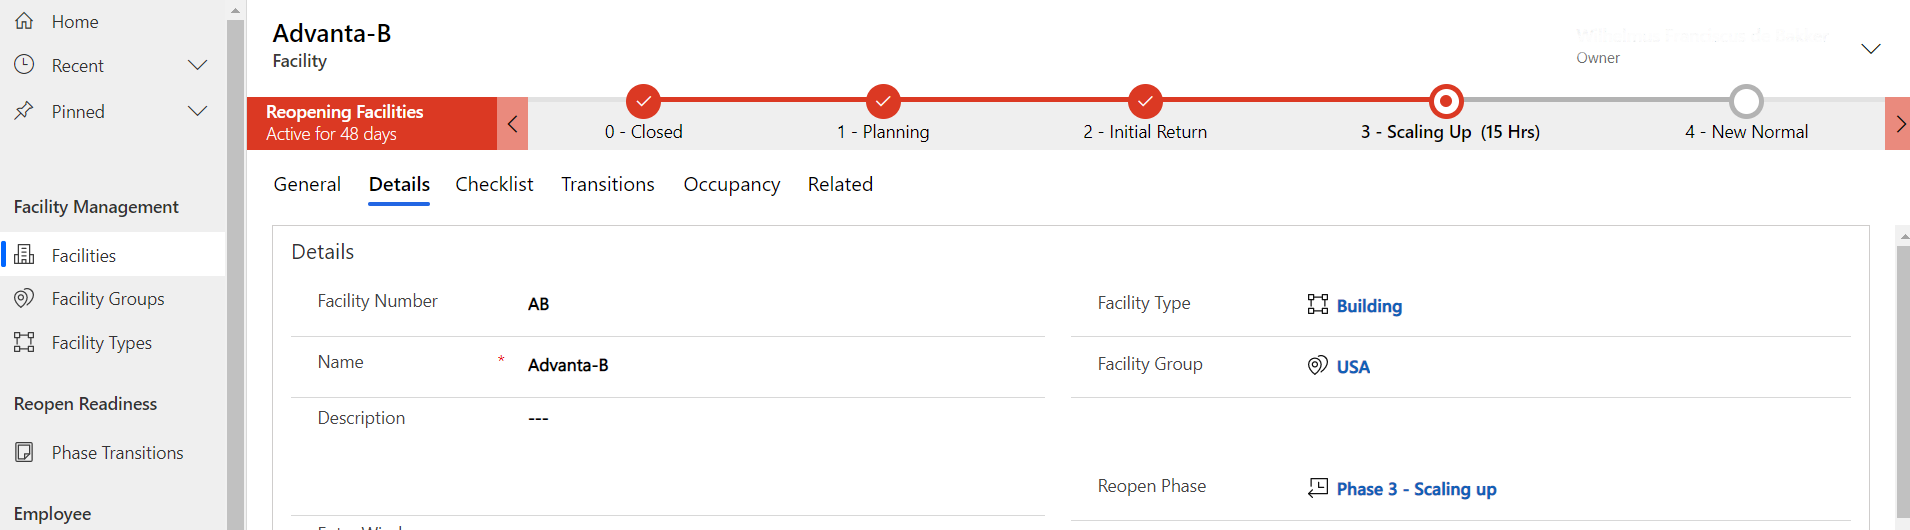 Home
Recent
Pinned
Facility Management
Facilities
Facility Groups
Facility Types
Reopen Readiness
Phase Transitions
Employee
Advanta-B
Facility
Owner
Reopening Facilities
Active for 48 days
0 - Closed
1 - Planning
2 - Initial Return
3 - Scaling Up (15 Hrs)
4 - New Normal
General Details Checklist Transitions Occupancy Related
Details
Facility Number AB
Name * Advanta-B
Description ---
Facility Type Building
Facility Group USA
Reopen Phase Phase 3 - Scaling up